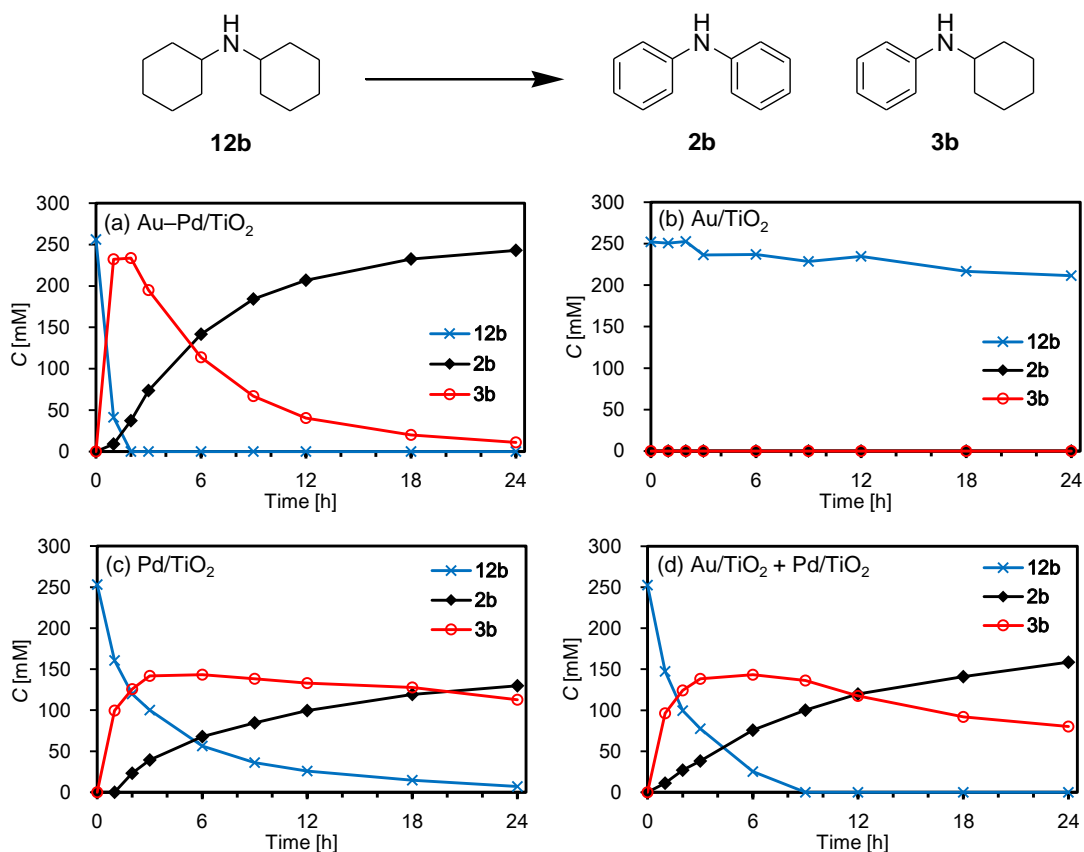 H
N
H
N
H
N
12b
2b
3b
(a) Au–Pd/TiO2
300
250
200
150
100
50
0
C [mM]
12b
2b
3b
0 6 12 18 24
Time [h]
(b) Au/TiO2
300
250
200
150
100
50
0
C [mM]
12b
2b
3b
0 6 12 18 24
Time [h]
(c) Pd/TiO2
300
250
200
150
100
50
0
C [mM]
12b
2b
3b
0 6 12 18 24
Time [h]
(d) Au/TiO2 + Pd/TiO2
300
250
200
150
100
50
0
C [mM]
12b
2b
3b
0 6 12 18 24
Time [h]